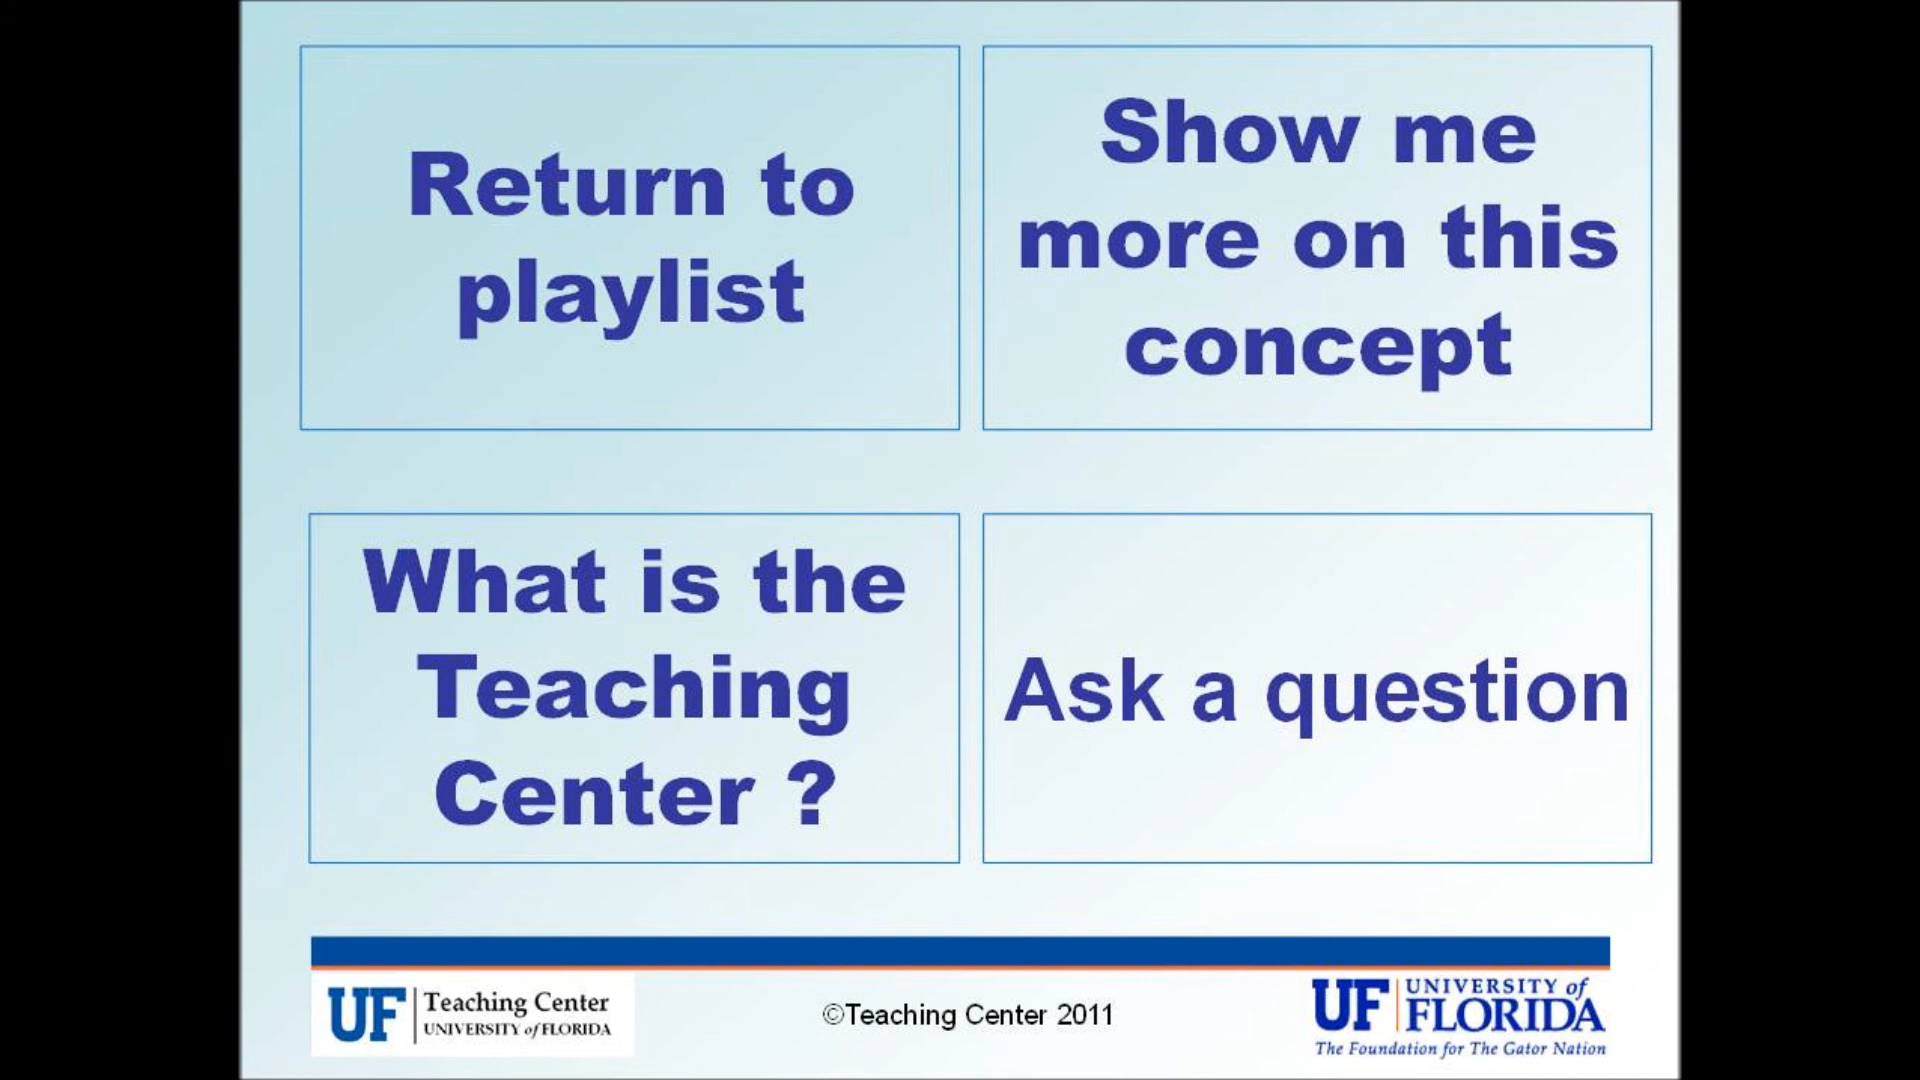 Return to
playlist
Show me
more on this
concept
What is the
Teaching
Center ?
Ask a question
UF Teaching Center
UNIVERSITY of FLORIDA
©Teaching Center 2011
UF UNIVERSITY of
FLORIDA
The Foundation for The Gator Nation